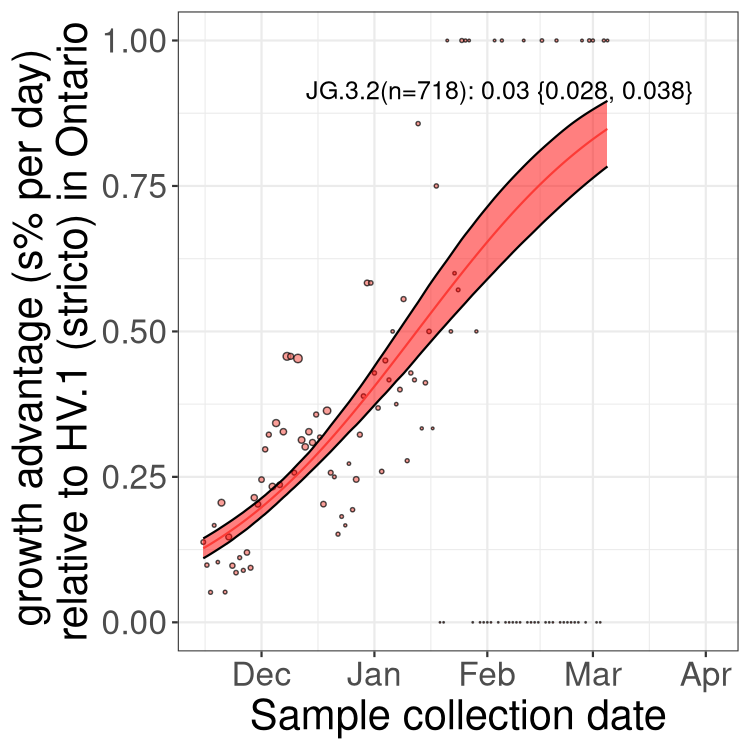 growth advantage (s% per day)
relative to HV.1 (stricto) in Ontario
1.00
0.75
0.50
0.25
0.00
JG.3.2(n=718): 0.03 {0.028, 0.038}
Dec Jan Feb Mar Apr
Sample collection date